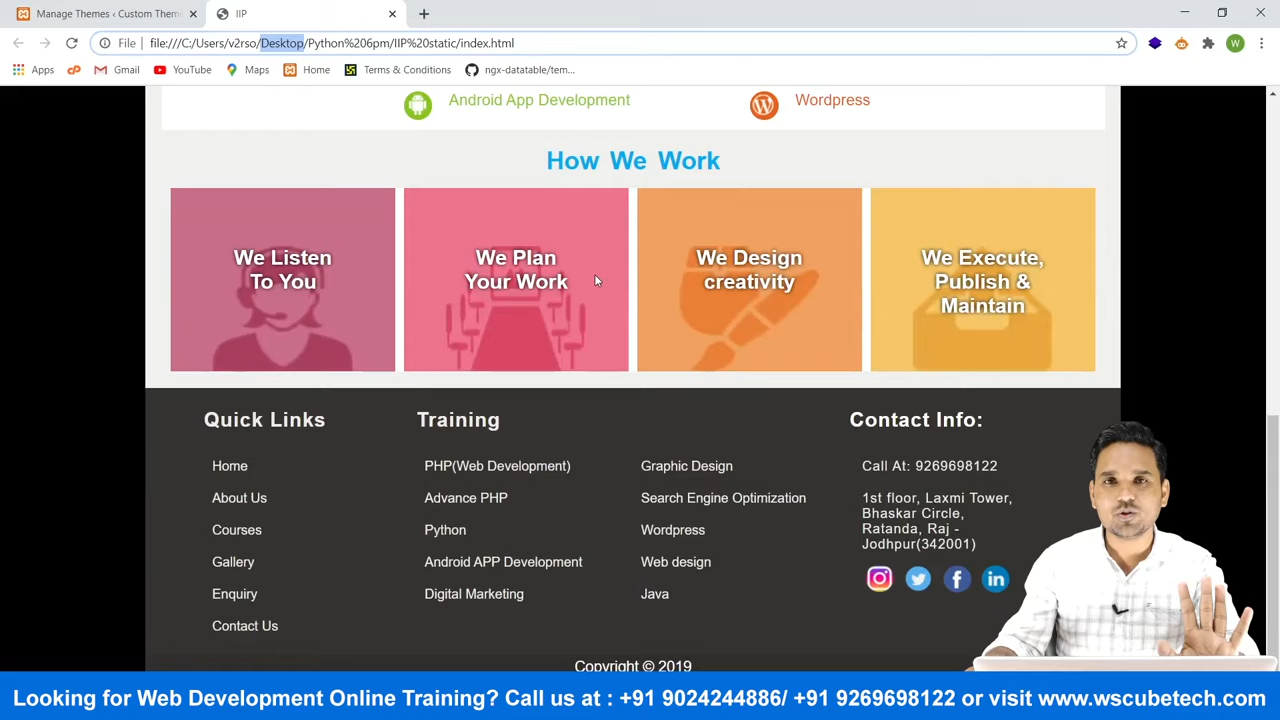 Manage Themes ‹ Custom Them
IIP
File
file:///C:/Users/v2rso/Desktop/Python%206pm/IIP%20static/index.html
W
Apps
Gmail
YouTube
Maps
Home
Terms & Conditions
ngx-datatable/tem...
Android App Development
Wordpress
How We Work
We Listen
To You
We Plan
Your Work
We Design
creativity
We Execute,
Publish &
Maintain
Quick Links
Home
About Us
Courses
Gallery
Enquiry
Contact Us
Training
PHP(Web Development)
Advance PHP
Python
Android APP Development
Digital Marketing
Graphic Design
Search Engine Optimization
Wordpress
Web design
Java
Contact Info:
Call At: 9269698122
1st floor, Laxmi Tower,
Bhaskar Circle,
Ratanda, Raj -
Jodhpur(342001)
Copyright © 2019
Looking for Web Development Online Training? Call us at : +91 9024244886/ +91 9269698122 or visit www.wscubetech.com